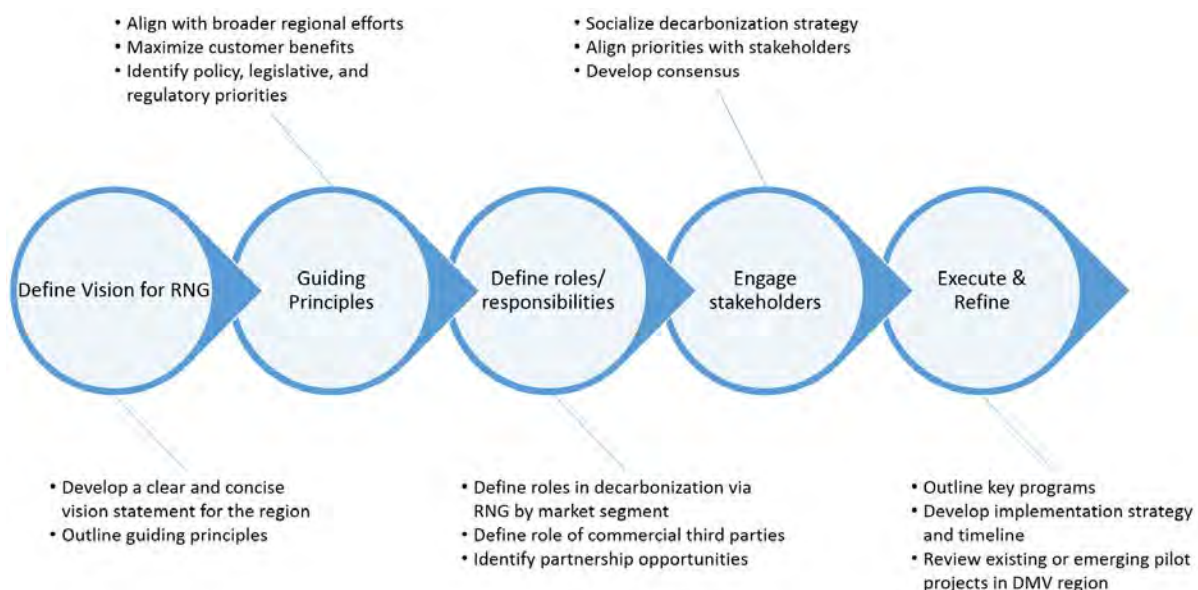 • Align with broader regional efforts
• Maximize customer benefits
• Identify policy, legislative, and
regulatory priorities
• Socialize decarbonization strategy
• Align priorities with stakeholders
• Develop consensus
Define Vision for RNG
Guiding
Principles
Define roles/
responsibilities
Engage
stakeholders
Execute &
Refine
• Develop a clear and concise
vision statement for the region
• Outline guiding principles
• Define roles in decarbonization via
RNG by market segment
• Define role of commercial third parties
• Identify partnership opportunities
• Outline key programs
• Develop implementation strategy
and timeline
• Review existing or emerging pilot
projects in DMV region